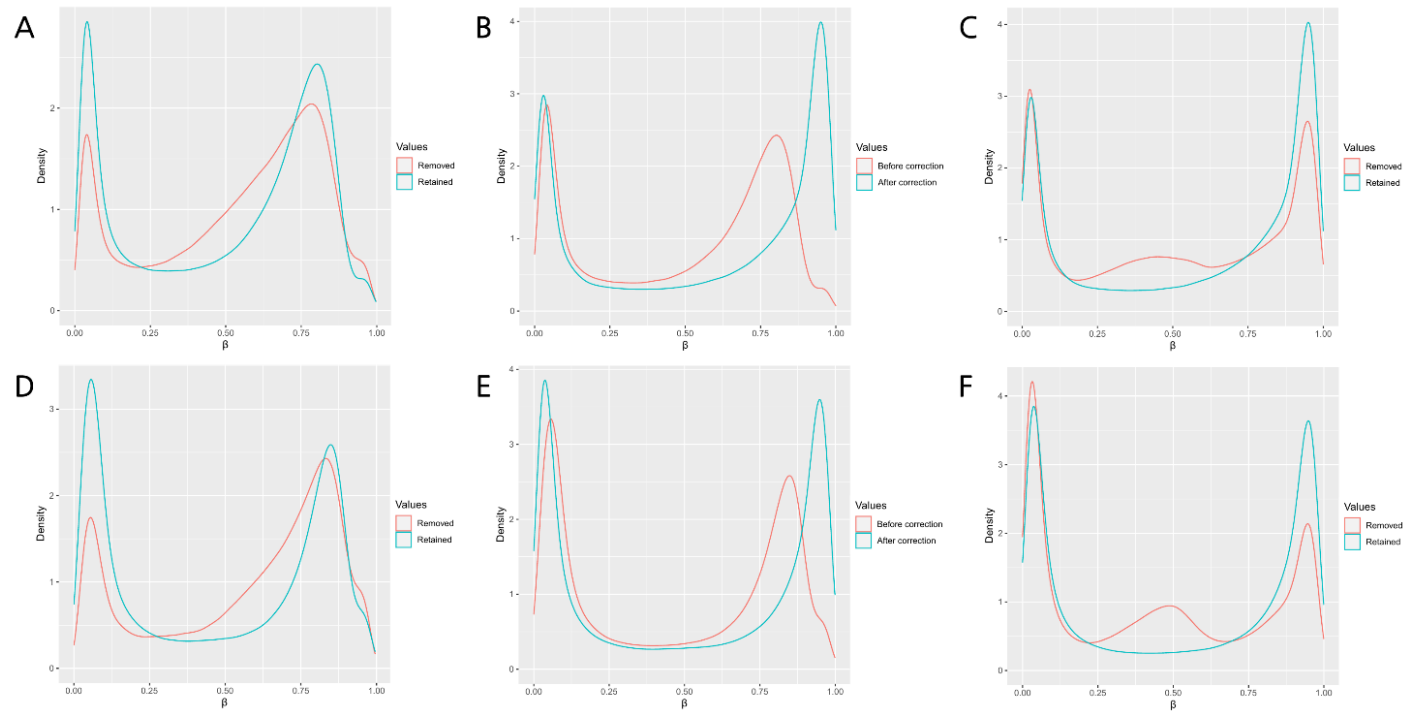 A
Density
2
1
0
0.00 0.25 0.50 0.75 1.00
β
Values
Removed
Retained
B
Density
4
3
2
1
0
0.00 0.25 0.50 0.75 1.00
β
Values
Before correction
After correction
C
Density
4
3
2
1
0
0.00 0.25 0.50 0.75 1.00
β
Values
Removed
Retained
D
Density
3
2
1
0
0.00 0.25 0.50 0.75 1.00
β
Values
Removed
Retained
E
Density
4
3
2
1
0
0.00 0.25 0.50 0.75 1.00
β
Values
Before correction
After correction
F
Density
4
3
2
1
0
0.00 0.25 0.50 0.75 1.00
β
Values
Removed
Retained